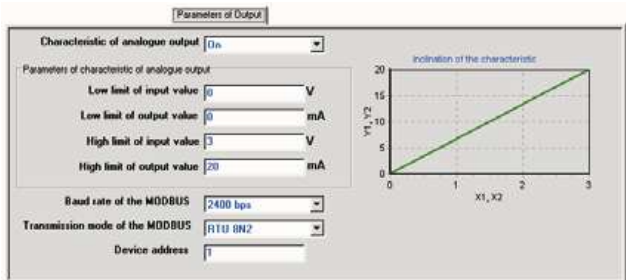 Parameters of Output
Characteristic of analogue output On
Parameters of characteristic of analogue output
Low limit of input value 0 V
Low limit of output value 0 mA
High limit of input value 3 V
High limit of output value 20 mA
Baud rate of the MODBUS 2400 bps
Transmission mode of the MODBUS RTU 8N2
Device address 1
Inclination of the characteristic
20
15
10
5
0
Y1, Y2
0 1 2 3
X1, X2